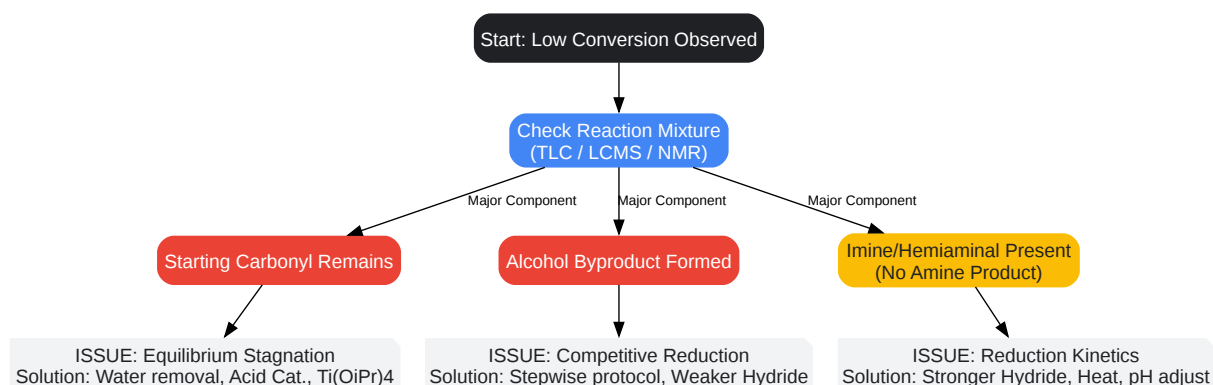 Start: Low Conversion Observed
Check Reaction Mixture
(TLC / LCMS / NMR)
Major Component
Major Component
Major Component
Starting Carbonyl Remains
Alcohol Byproduct Formed
Imine/Hemiaminal Present
(No Amine Product)
ISSUE: Equilibrium Stagnation
Solution: Water removal, Acid Cat., Ti(OiPr)4
ISSUE: Competitive Reduction
Solution: Stepwise protocol, Weaker Hydride
ISSUE: Reduction Kinetics
Solution: Stronger Hydride, Heat, pH adjust